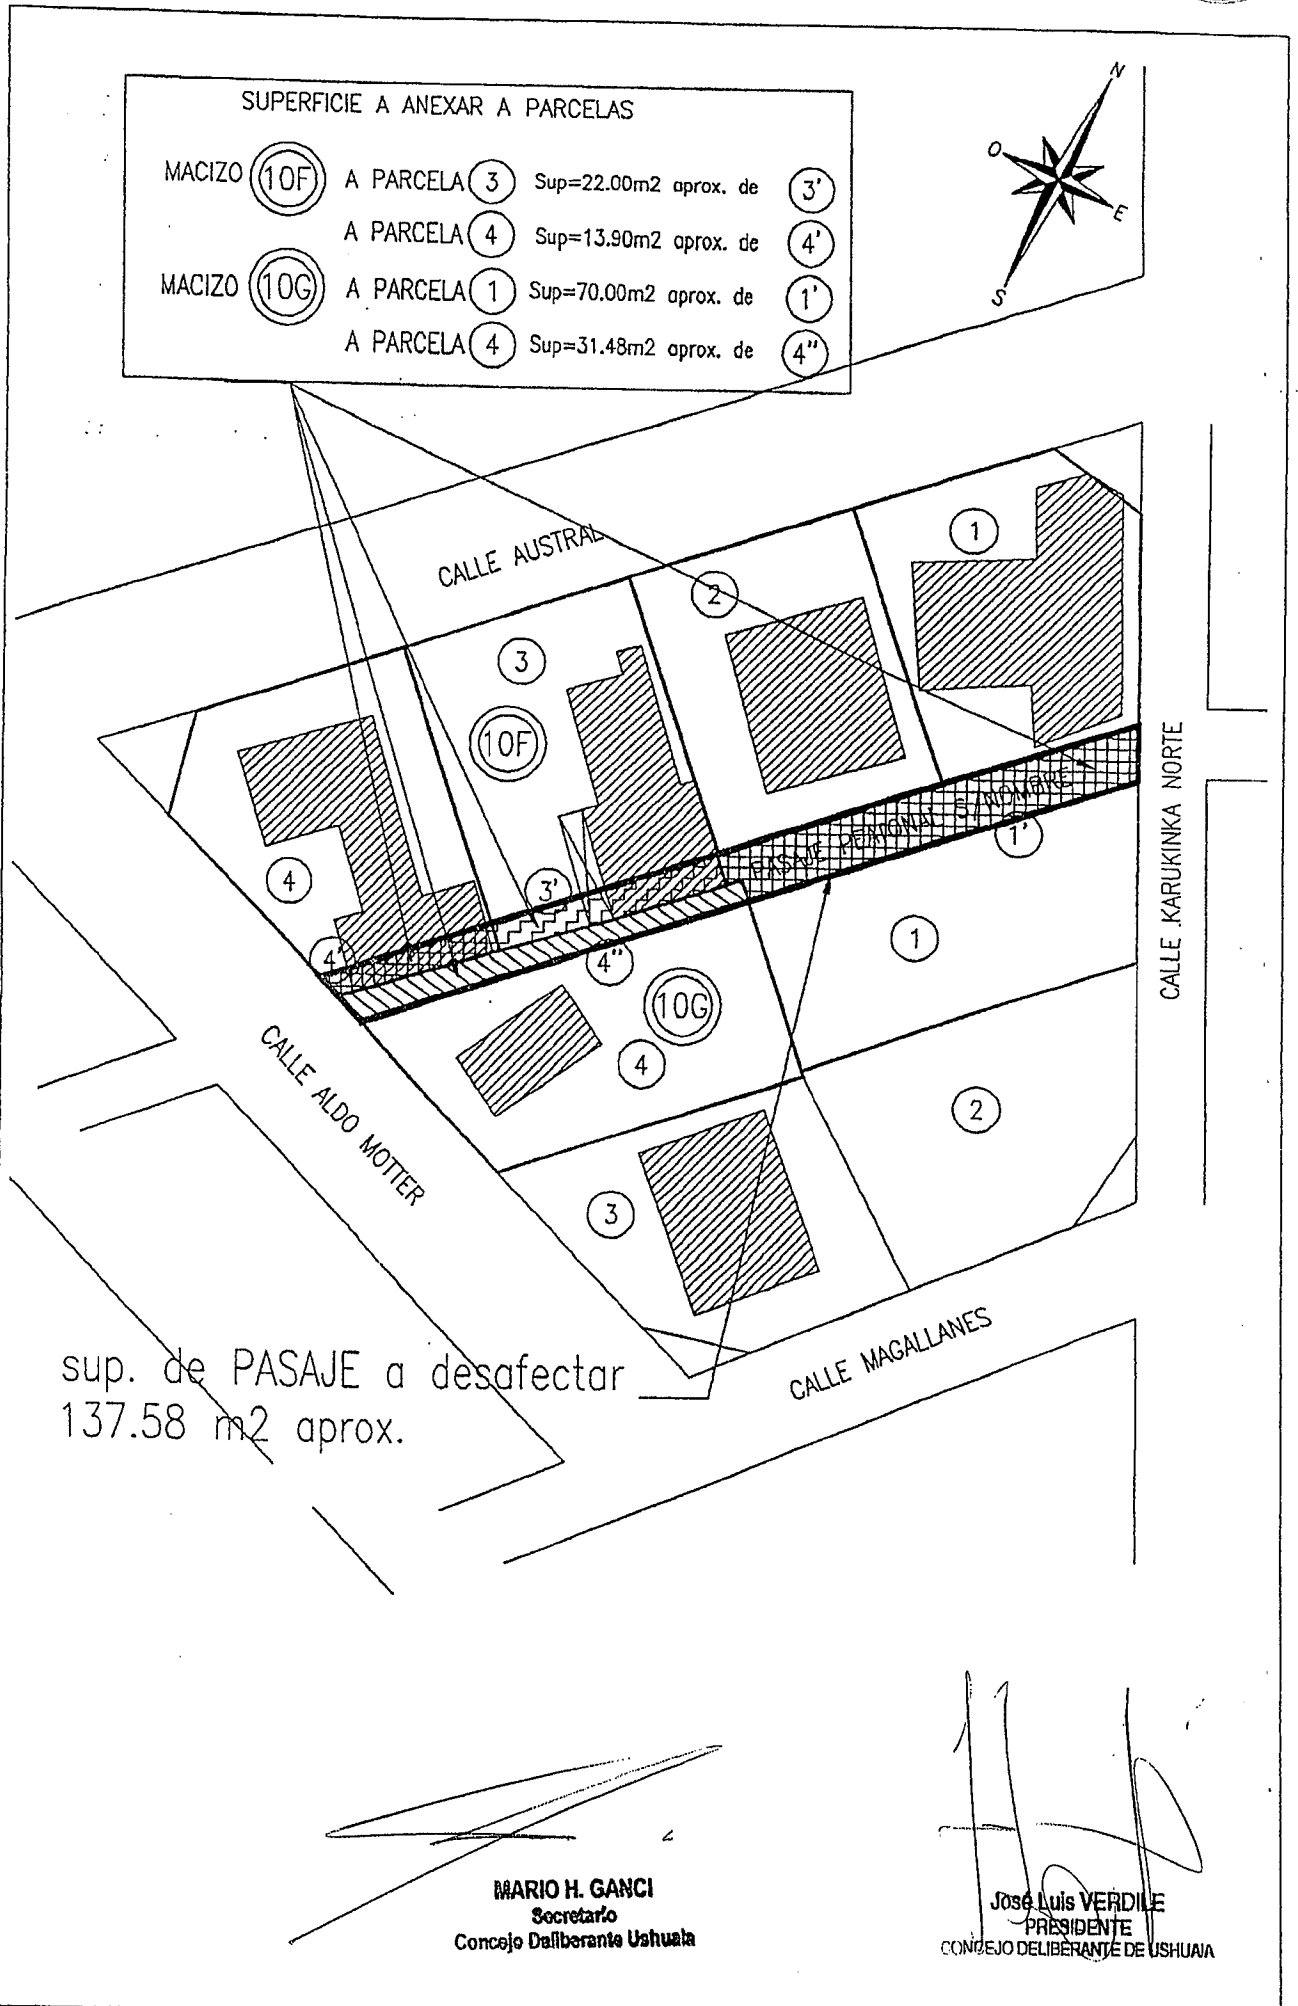 SUPERFICIE A ANEXAR A PARCELAS
MACIZO 10F A PARCELA 3 Sup=22.00m2 aprox. de 3'
A PARCELA 4 Sup=13.90m2 aprox. de 4'
MACIZO 10G A PARCELA 1 Sup=70.00m2 aprox. de 1'
A PARCELA 4 Sup=31.48m2 aprox. de 4"
N
O
E
S
CALLE AUSTRAL
1
2
3
10F
4
3'
4'
4"
PASAJE PEATONAL S/NOMBRE
1'
CALLE KARUKINKA NORTE
1
10G
4
2
3
CALLE ALDO MOTTER
CALLE MAGALLANES
sup. de PASAJE a desafectar
137.58 m2 aprox.
MARIO H. GANCI
Secretario
Concejo Deliberante Ushuaia
José Luis VERDILE
PRESIDENTE
CONCEJO DELIBERANTE DE USHUAIA